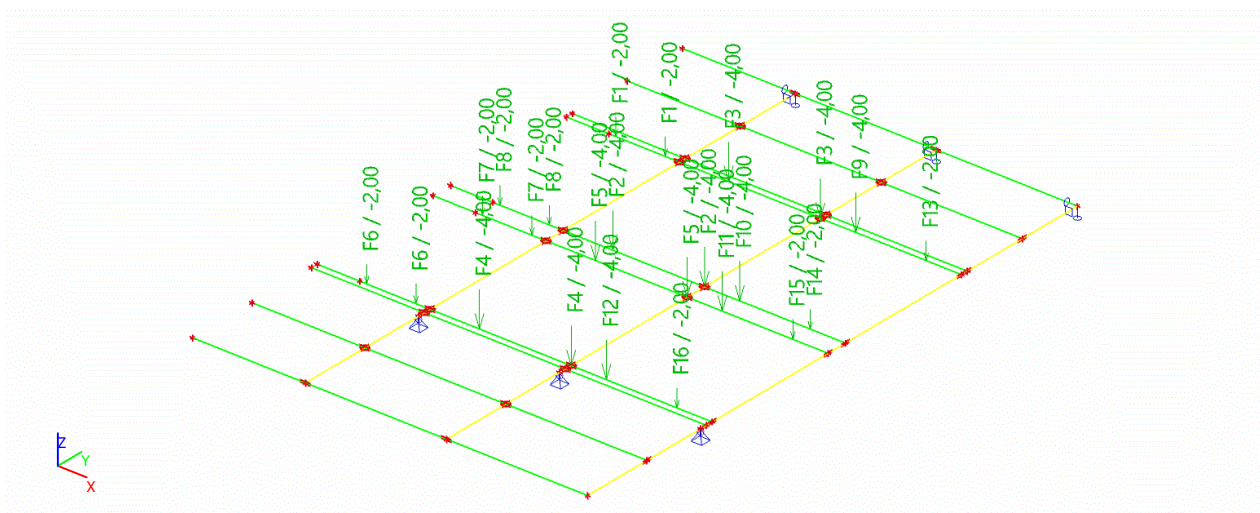 F1 / -2,00
F1 / -2,00
F3 / -4,00
F7 / -2,00
F8 / -2,00
F7 / -2,00
F8 / -2,00
F5 / -4,00
F2 / -4,00
F3 / -4,00
F9 / -4,00
F13 / -2,00
F6 / -2,00
F6 / -2,00
F4 / -4,00
F5 / -4,00
F2 / -4,00
F11 / -4,00
F10 / -4,00
F4 / -4,00
F12 / -4,00
F15 / -2,00
F14 / -2,00
F16 / -2,00
Z
Y
X